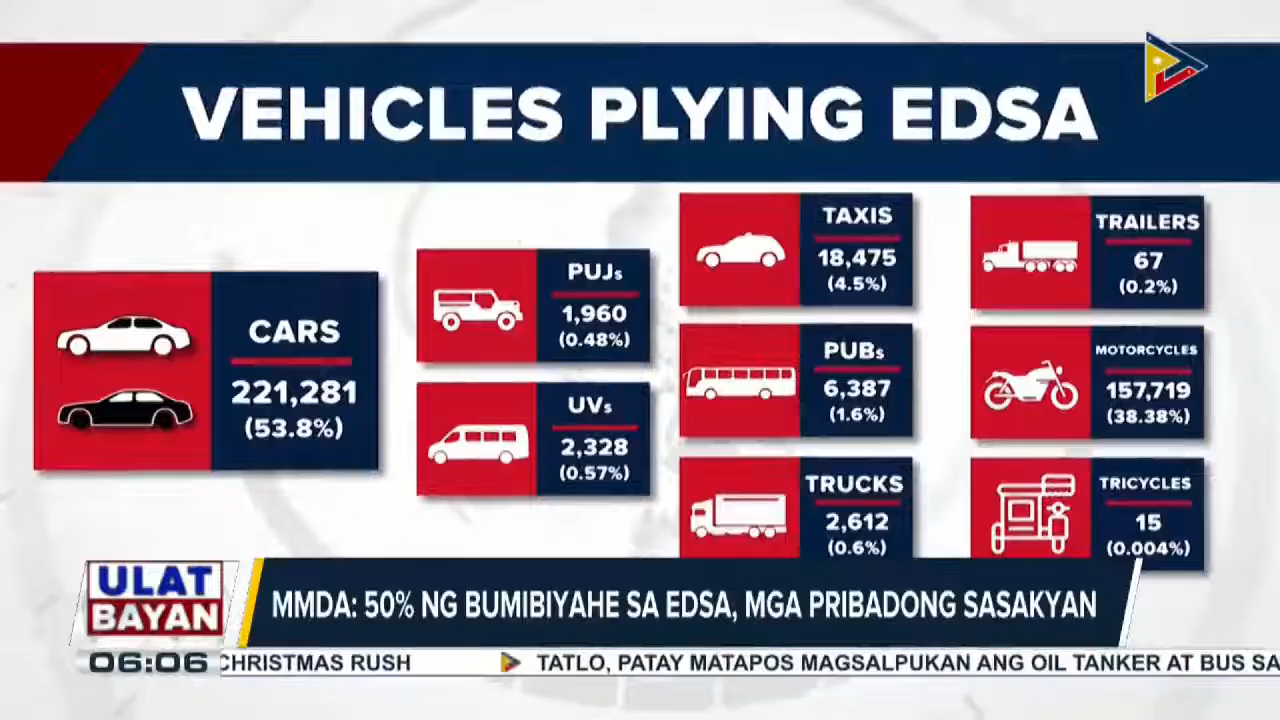 VEHICLES PLYING EDSA
CARS
221,281
(53.8%)
PUJs
1,960
(0.48%)
UVs
2,328
(0.57%)
TAXIS
18,475
(4.5%)
PUBs
6,387
(1.6%)
TRUCKS
2,612
(0.6%)
TRAILERS
67
(0.2%)
MOTORCYCLES
157,719
(38.38%)
TRICYCLES
15
(0.004%)
ULAT
BAYAN
MMDA: 50% NG BUMIBIYAHE SA EDSA, MGA PRIBADONG SASAKYAN
06:06
CHRISTMAS RUSH TATLO, PATAY MATAPOS MAGSALPUKAN ANG OIL TANKER AT BUS SA